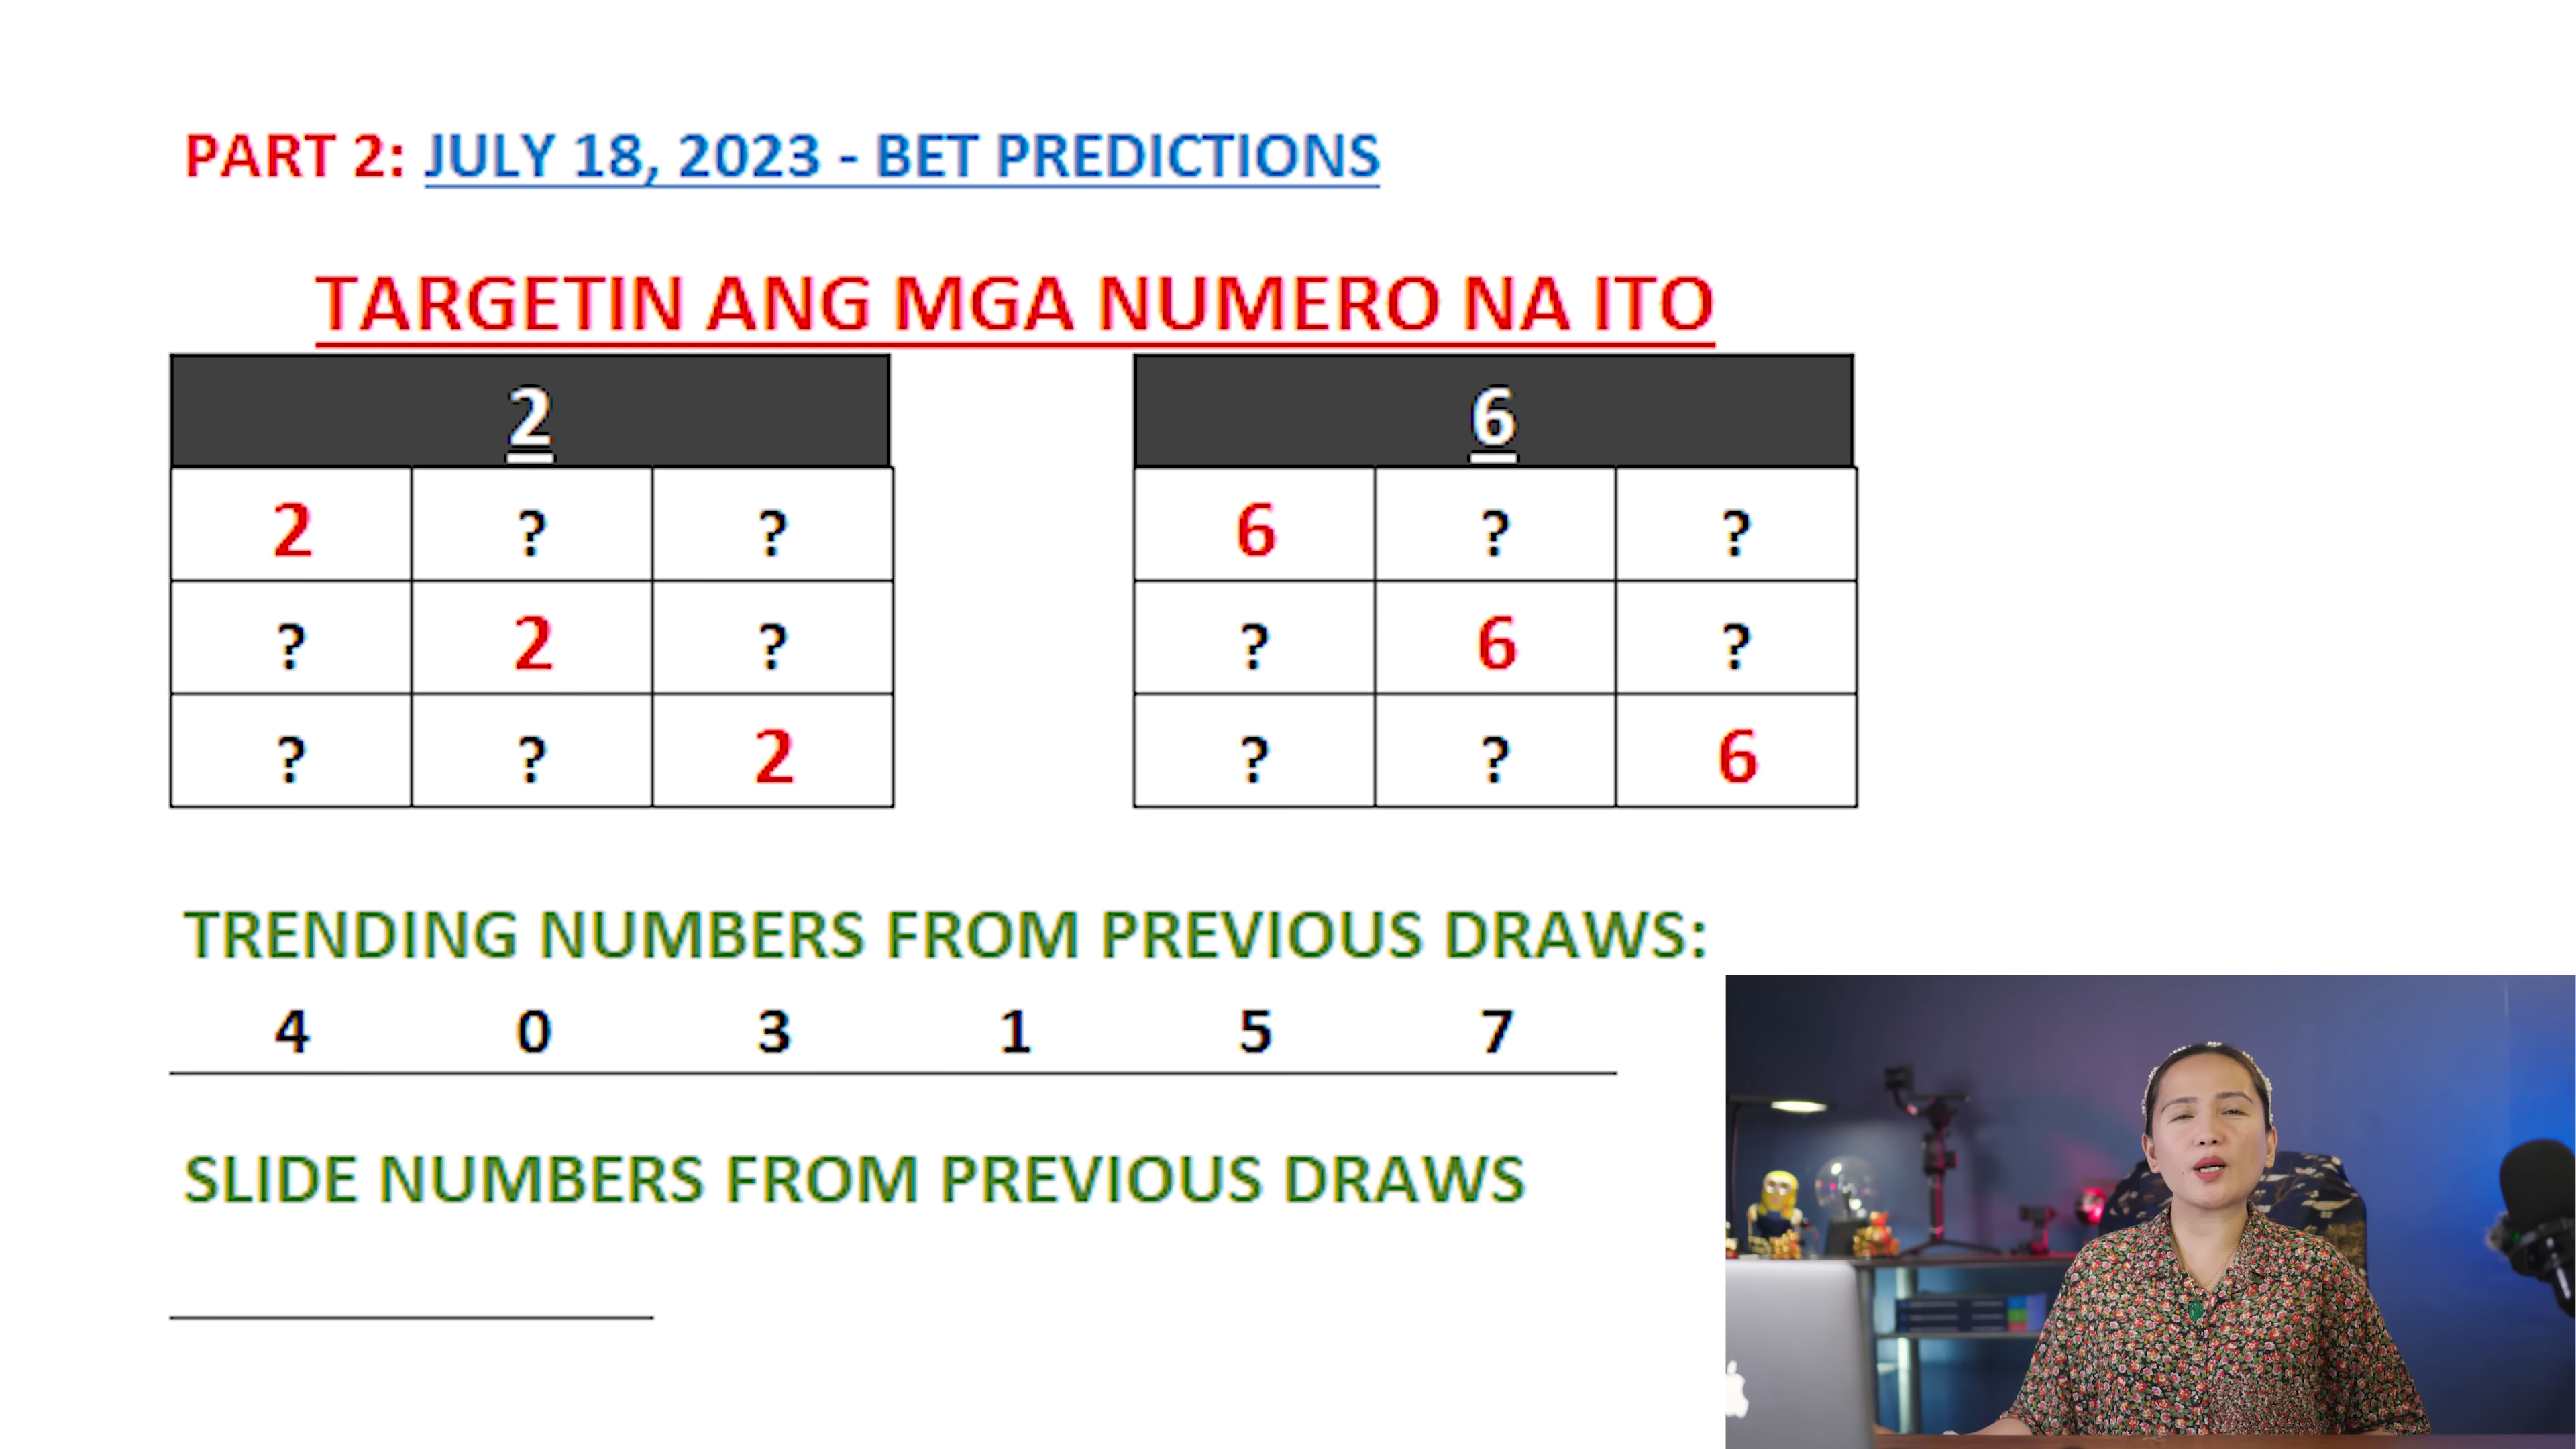 PART 2: JULY 18, 2023 - BET PREDICTIONS
TARGETIN ANG MGA NUMERO NA ITO
2 6
2 ? ? 6 ? ?
? 2 ? ? 6 ?
? ? 2 ? ? 6
TRENDING NUMBERS FROM PREVIOUS DRAWS:
4 0 3 1 5 7
SLIDE NUMBERS FROM PREVIOUS DRAWS